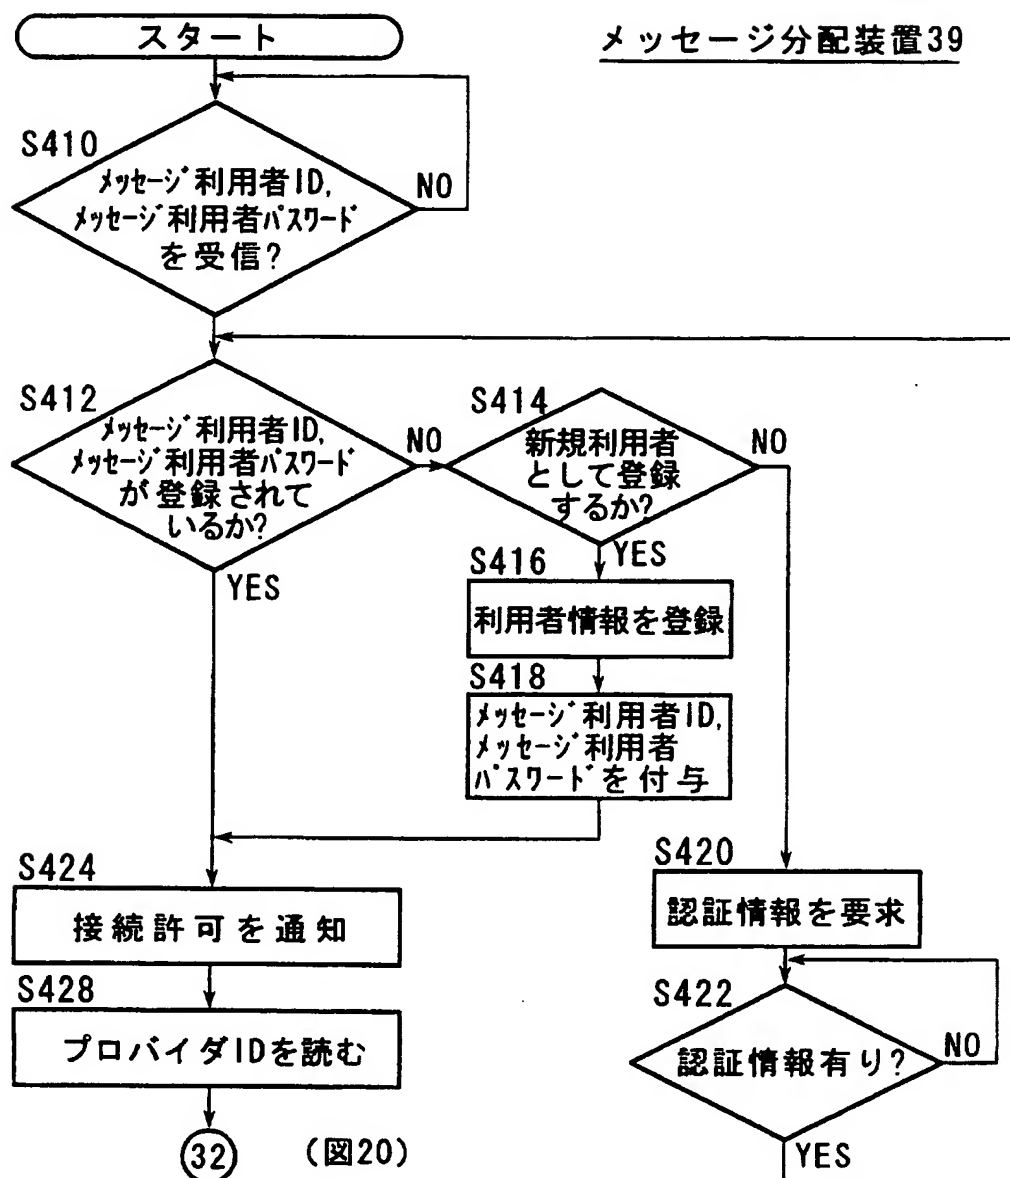 スタート
メッセージ分配装置39
S410
メッセージ利用者ID,
メッセージ利用者パスワード
を受信?
NO
S412
メッセージ利用者ID,
メッセージ利用者パスワード
が登録されて
いるか?
NO
YES
S414
新規利用者
として登録
するか?
NO
YES
S416
利用者情報を登録
S418
メッセージ利用者ID,
メッセージ利用者
パスワードを付与
S420
認証情報を要求
S424
接続許可を通知
S422
認証情報有り?
NO
YES
S428
プロバイダIDを読む
32
(図20)